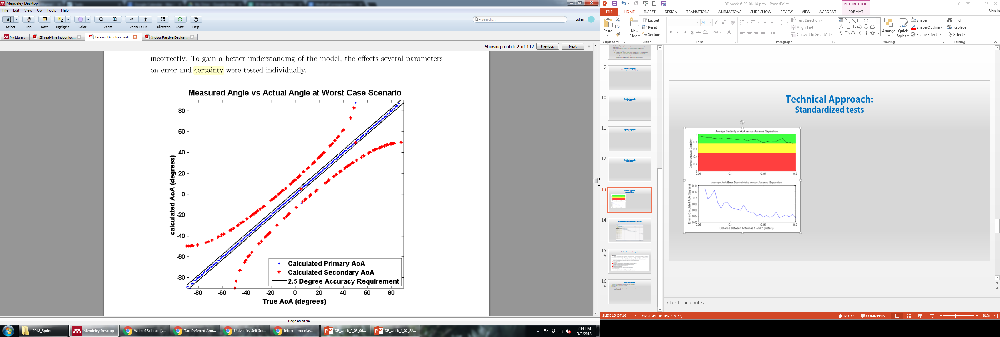 Mendeley Desktop
File Edit View Go Tools Help
Select Pan Note Highlight Color Zoom Zoom To Fit Fullscreen Sync Help
Search...
Julian
JK
My Library
3D real-time indoor loc...
Passive Direction Findi...
Indoor Passive Device ...
Showing match 2 of 112 Previous Next
incorrectly. To gain a better understanding of the model, the effects several parameters
on error and certainty were tested individually.
Measured Angle vs Actual Angle at Worst Case Scenario
calculated AoA (degrees)
80
60
40
20
0
-20
-40
-60
-80
Calculated Primary AoA
Calculated Secondary AoA
2.5 Degree Accuracy Requirement
-80 -60 -40 -20 0 20 40 60 80
True AoA (degrees)
Page 48 of 94
DF_week_6_03_06_18.pptx - PowerPoint
PICTURE TOOLS
FILE HOME INSERT DESIGN TRANSITIONS ANIMATIONS SLIDE SHOW REVIEW VIEW ACROBAT FORMAT
Sign in
Paste
New
Slide
Layout
Reset
Section
24
B I U S abc AV Aa A
Text Direction
Align Text
Convert to SmartArt
Arrange
Quick
Styles
Shape Fill
Shape Outline
Shape Effects
Find
Replace
Select
Clipboard Slides Font Paragraph Drawing Editing
9
10
11
12
13
14
15
16
Technical Approach:
Standardized tests
Average Certainty of AoA versus Antenna Separation
Correct Answer Certainty
1
0.8
0.6
0.4
0.2
0
0.05 0.1 0.15 0.2
Average AoA Error Due to Noise versus Antenna Separation
Error in Calculated AoA (degrees)
0.14
0.12
0.1
0.08
0.06
0.04
0.02
0.05 0.1 0.15 0.2
Distance Between Antennas 1 and 2 (meters)
Click to add notes
SLIDE 13 OF 16 ENGLISH (UNITED STATES) NOTES COMMENTS 81%
2018_Spring
Mendeley Desktop
Web of Science [v...
Tax-Deferred Ann...
University Self Sto...
Inbox - procnias...
DF_week_6_03_06...
DF_week_4_02_22...
2:14 PM
3/3/2018